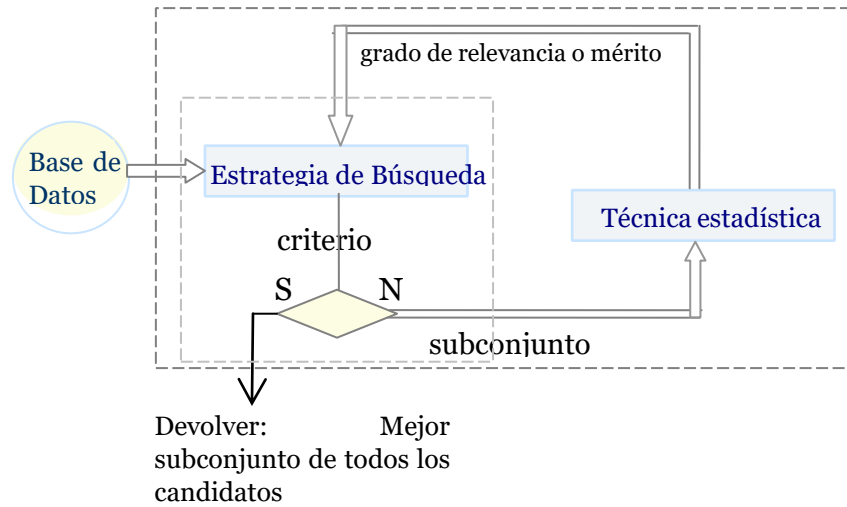 grado de relevancia o mérito
Base de
Datos
Estrategia de Búsqueda
Técnica estadística
criterio
S
N
subconjunto
Devolver: Mejor
subconjunto de todos los
candidatos